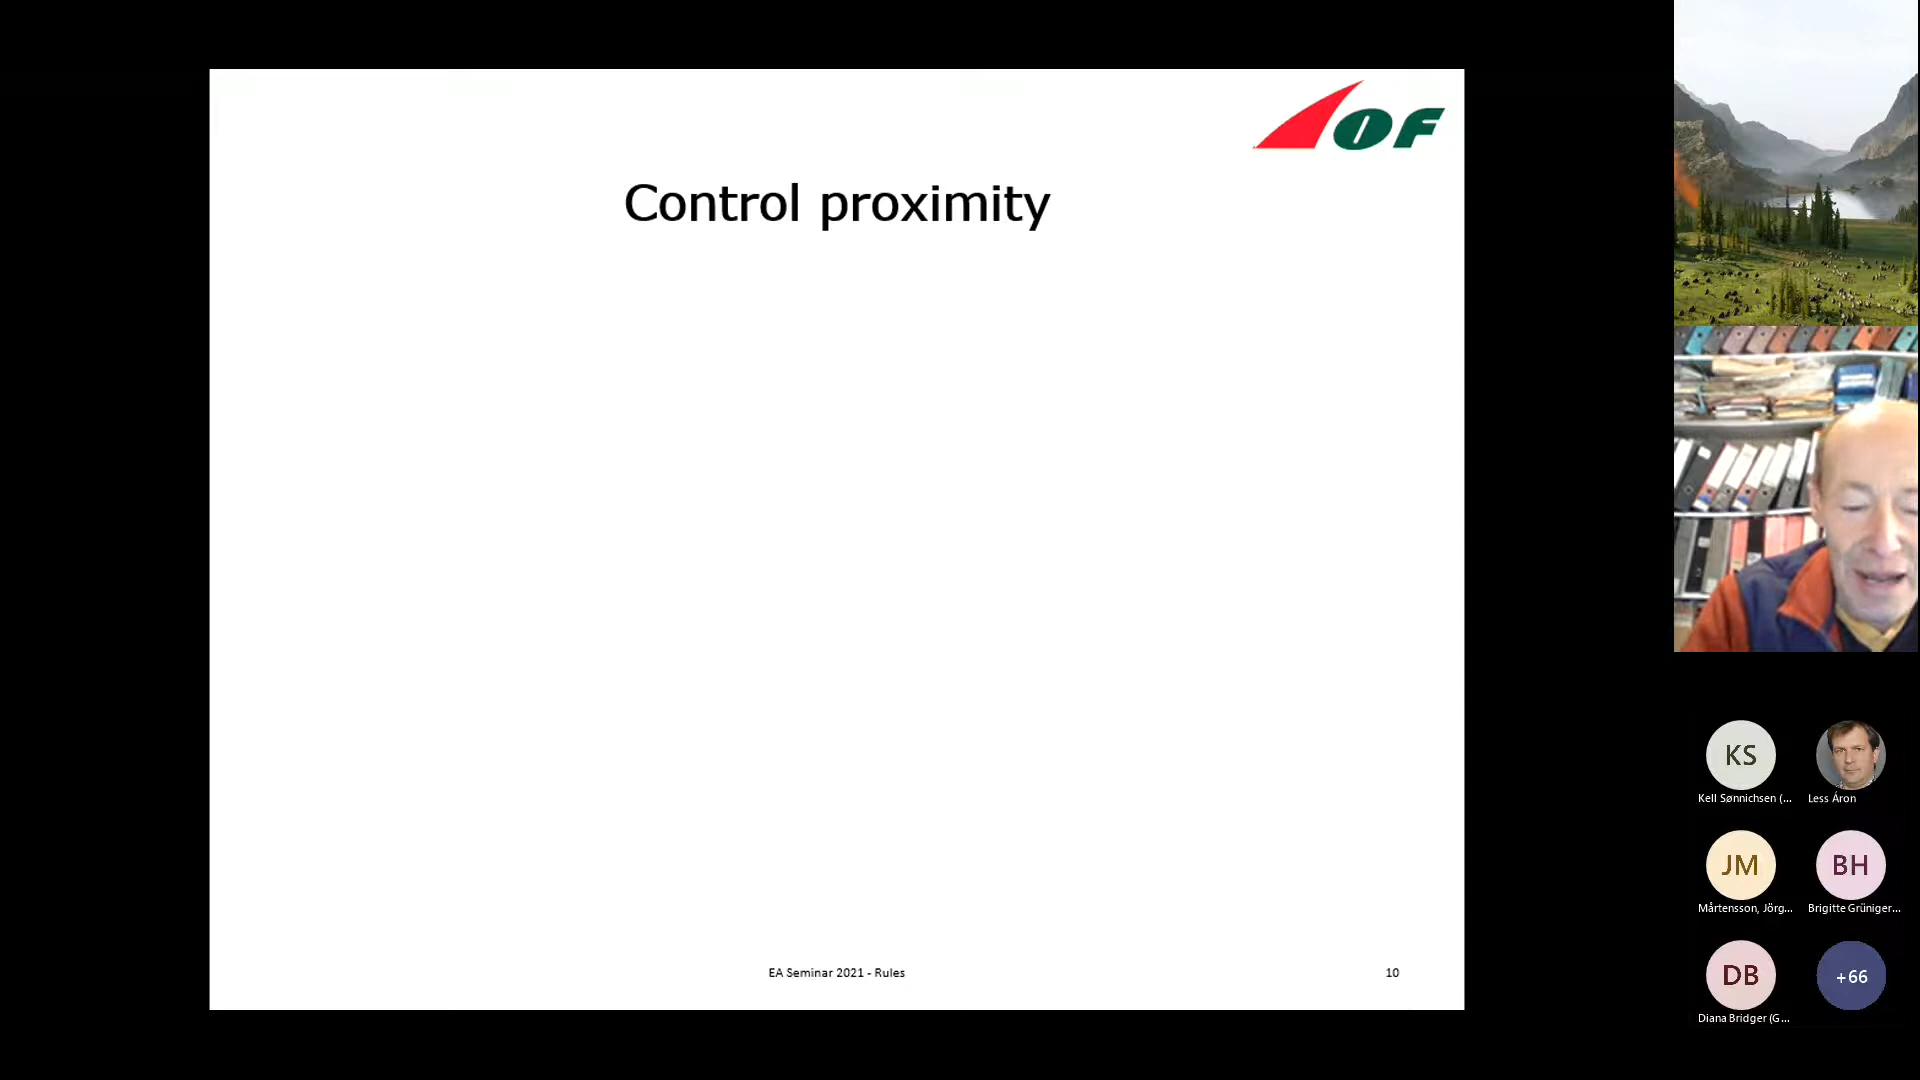 OF
Control proximity
EA Seminar 2021 - Rules
10
KS
Kell Sønnichsen (...
Less Áron
JM
Mårtensson, Jörg...
BH
Brigitte Grüniger...
DB
Diana Bridger (G...
+66